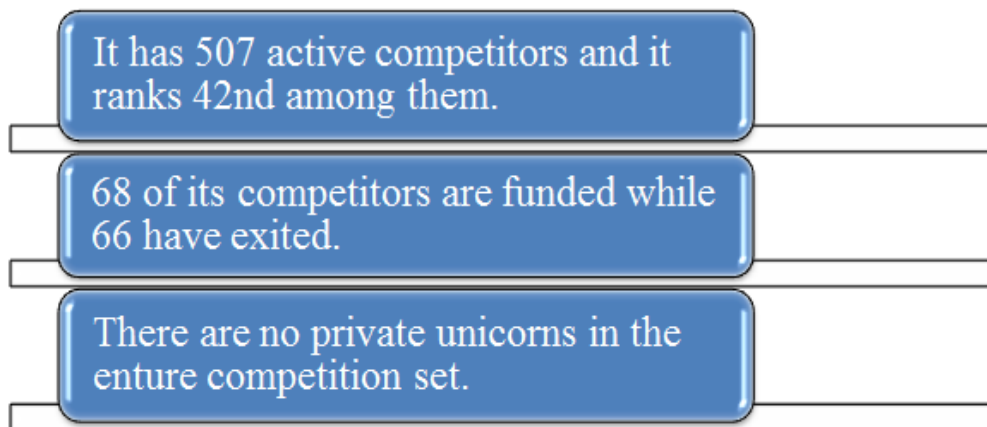 It has 507 active competitors and it
ranks 42nd among them.
68 of its competitors are funded while
66 have exited.
There are no private unicorns in the
enture competition set.